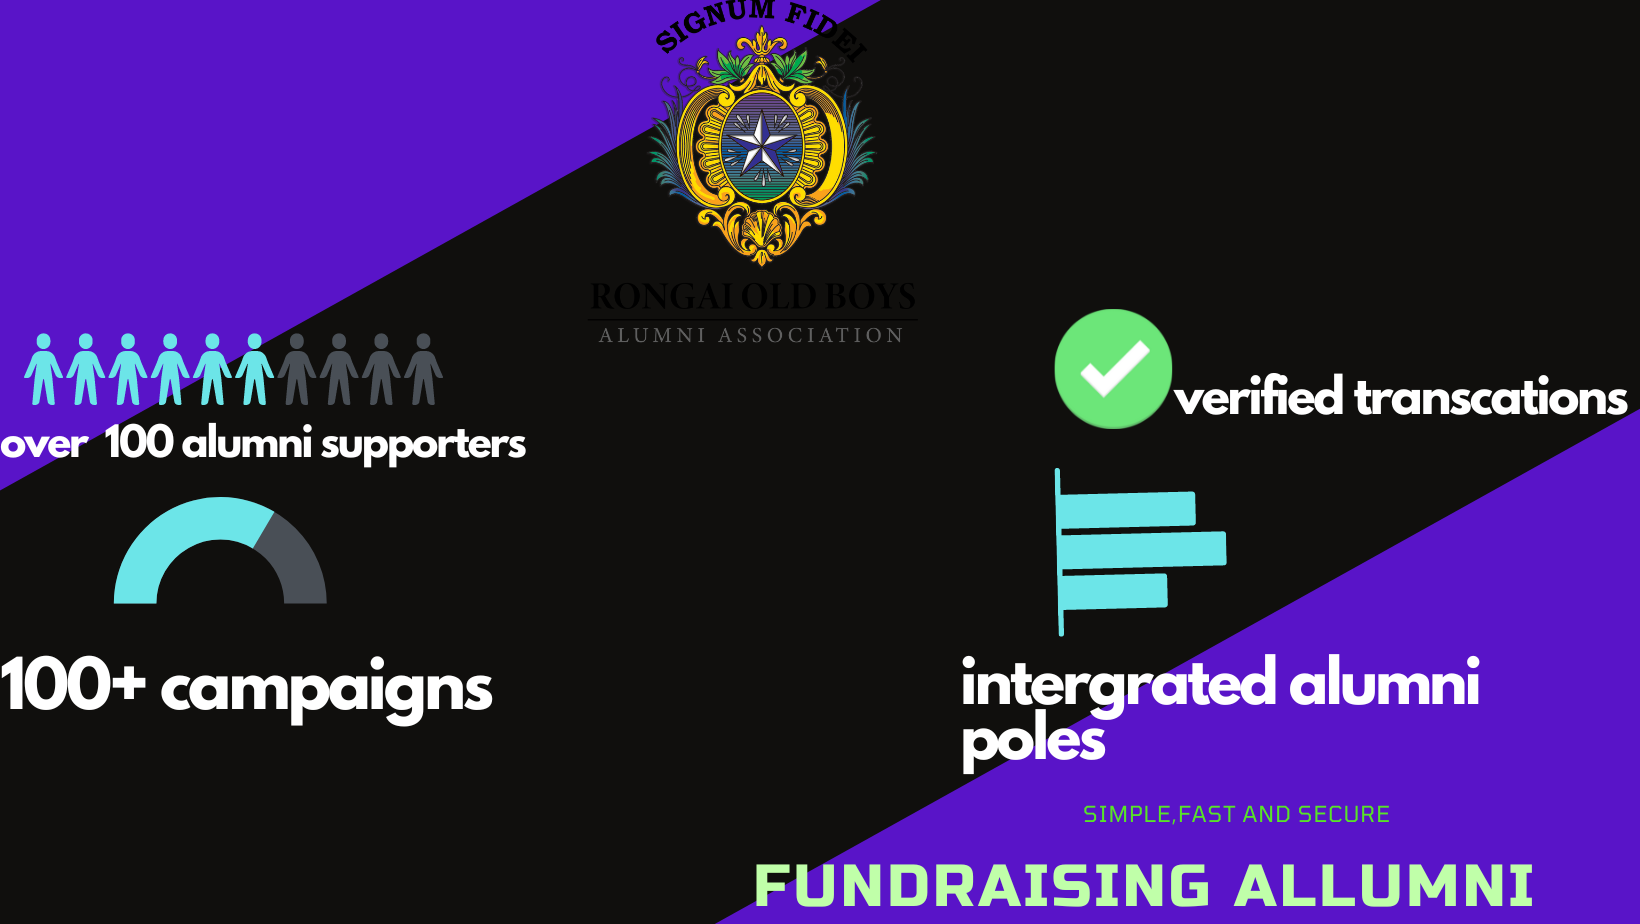 SIGNUM FIDEI
RONGAI OLD BOYS
ALUMNI ASSOCIATION
over 100 alumni supporters
100+ campaigns
verified transcations
intergrated alumni
poles
SIMPLE,FAST AND SECURE
FUNDRAISING ALLUMNI